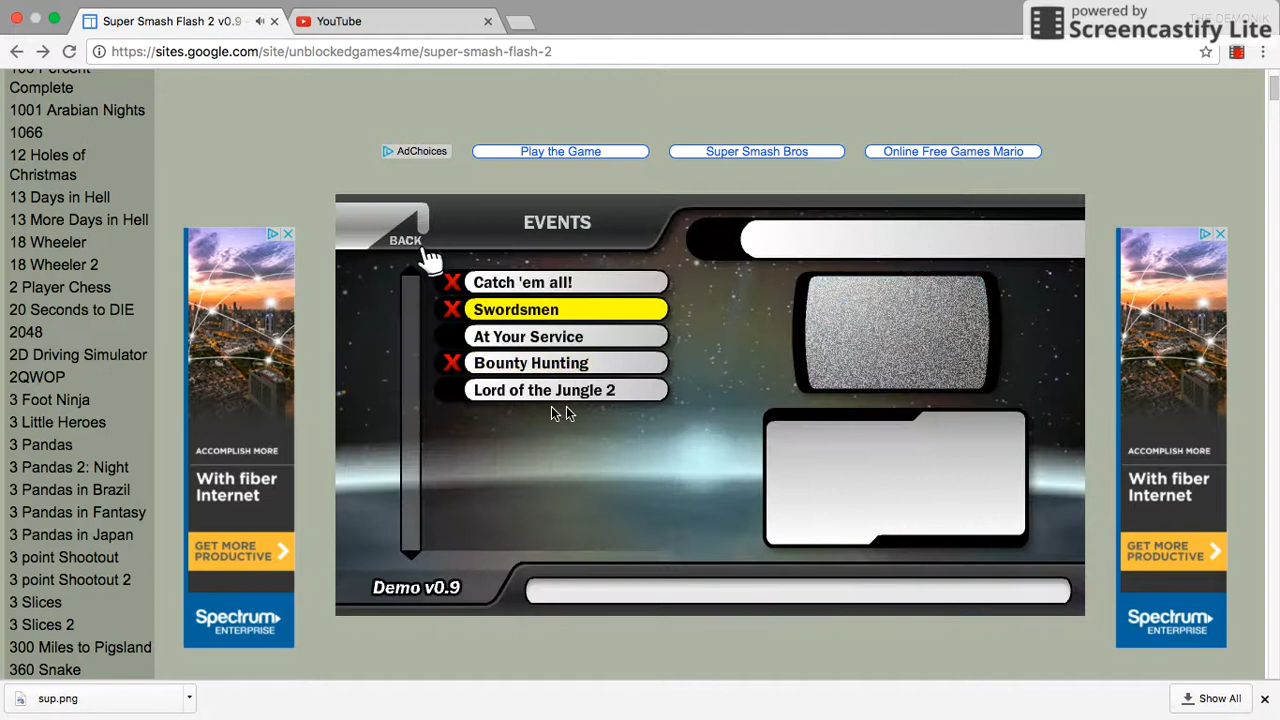 Super Smash Flash 2 v0.9 -
YouTube
powered by
Screencastify Lite
https://sites.google.com/site/unblockedgames4me/super-smash-flash-2
Complete
1001 Arabian Nights
1066
12 Holes of
Christmas
13 Days in Hell
13 More Days in Hell
18 Wheeler
18 Wheeler 2
2 Player Chess
20 Seconds to DIE
2048
2D Driving Simulator
2QWOP
3 Foot Ninja
3 Little Heroes
3 Pandas
3 Pandas 2: Night
3 Pandas in Brazil
3 Pandas in Fantasy
3 Pandas in Japan
3 point Shootout
3 point Shootout 2
3 Slices
3 Slices 2
300 Miles to Pigsland
360 Snake
AdChoices
Play the Game
Super Smash Bros
Online Free Games Mario
ACCOMPLISH MORE
With fiber
Internet
GET MORE
PRODUCTIVE
Spectrum
ENTERPRISE
BACK
EVENTS
X Catch 'em all!
X Swordsmen
At Your Service
X Bounty Hunting
Lord of the Jungle 2
Demo v0.9
ACCOMPLISH MORE
With fiber
Internet
GET MORE
PRODUCTIVE
Spectrum
ENTERPRISE
sup.png
Show All